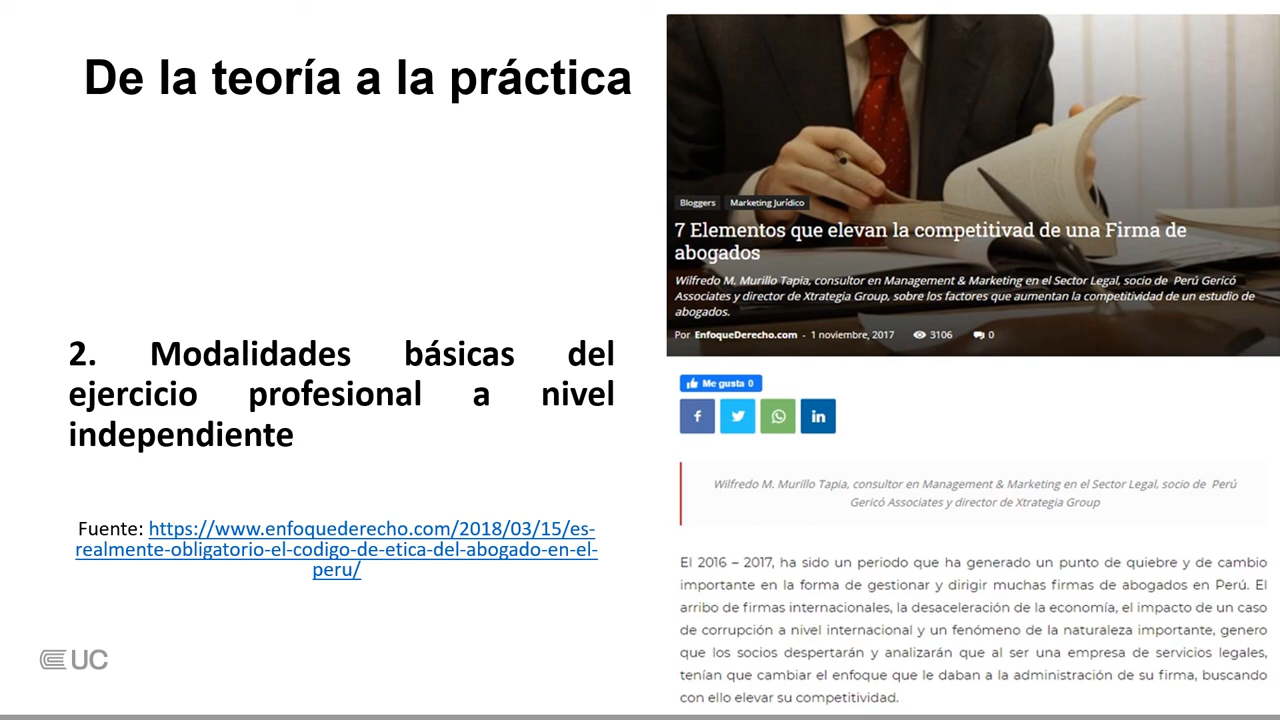 De la teoría a la práctica
2. Modalidades básicas del
ejercicio profesional a nivel
independiente
Fuente: https://www.enfoquederecho.com/2018/03/15/es-
realmente-obligatorio-el-codigo-de-etica-del-abogado-en-el-
peru/
UC
Bloggers Marketing Jurídico
7 Elementos que elevan la competitivad de una Firma de
abogados
Wilfredo M. Murillo Tapia, consultor en Management & Marketing en el Sector Legal, socio de Perú Gericó
Associates y director de Xtrategia Group, sobre los factores que aumentan la competitividad de un estudio de
abogados.
Por EnfoqueDerecho.com - 1 noviembre, 2017 3106 0
Me gusta 0
Wilfredo M. Murillo Tapia, consultor en Management & Marketing en el Sector Legal, socio de Perú
Gericó Associates y director de Xtrategia Group
El 2016 – 2017, ha sido un periodo que ha generado un punto de quiebre y de cambio
importante en la forma de gestionar y dirigir muchas firmas de abogados en Perú. El
arribo de firmas internacionales, la desaceleración de la economía, el impacto de un caso
de corrupción a nivel internacional y un fenómeno de la naturaleza importante, genero
que los socios despertarán y analizarán que al ser una empresa de servicios legales,
tenían que cambiar el enfoque que le daban a la administración de su firma, buscando
con ello elevar su competitividad.